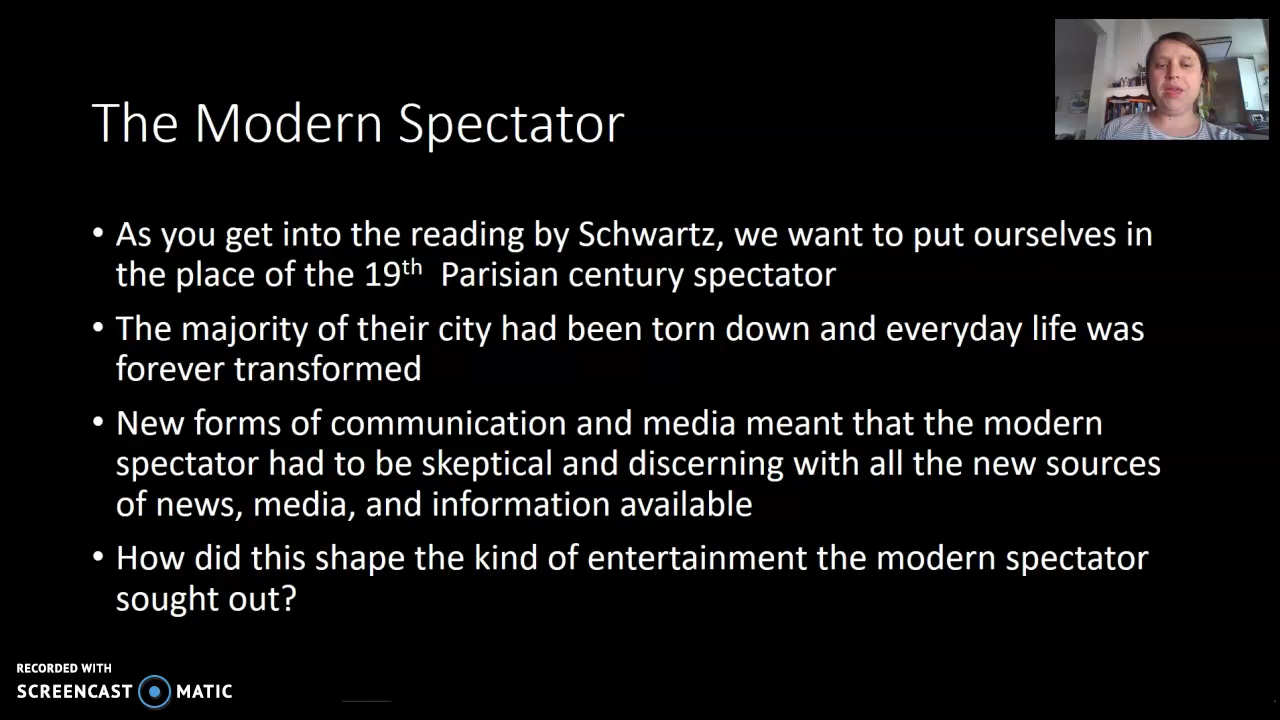 The Modern Spectator
• As you get into the reading by Schwartz, we want to put ourselves in
the place of the 19th Parisian century spectator
• The majority of their city had been torn down and everyday life was
forever transformed
• New forms of communication and media meant that the modern
spectator had to be skeptical and discerning with all the new sources
of news, media, and information available
• How did this shape the kind of entertainment the modern spectator
sought out?
RECORDED WITH
SCREENCAST MATIC